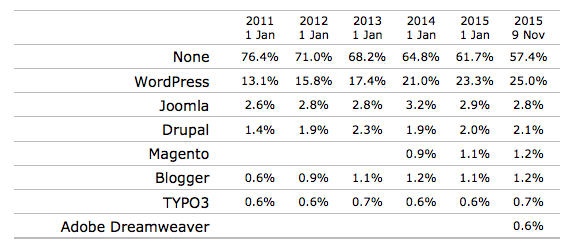 2011 2012 2013 2014 2015 2015
1 Jan 1 Jan 1 Jan 1 Jan 1 Jan 9 Nov
None 76.4% 71.0% 68.2% 64.8% 61.7% 57.4%
WordPress 13.1% 15.8% 17.4% 21.0% 23.3% 25.0%
Joomla 2.6% 2.8% 2.8% 3.2% 2.9% 2.8%
Drupal 1.4% 1.9% 2.3% 1.9% 2.0% 2.1%
Magento 0.9% 1.1% 1.2%
Blogger 0.6% 0.9% 1.1% 1.2% 1.1% 1.2%
TYPO3 0.6% 0.6% 0.7% 0.6% 0.6% 0.7%
Adobe Dreamweaver 0.6%